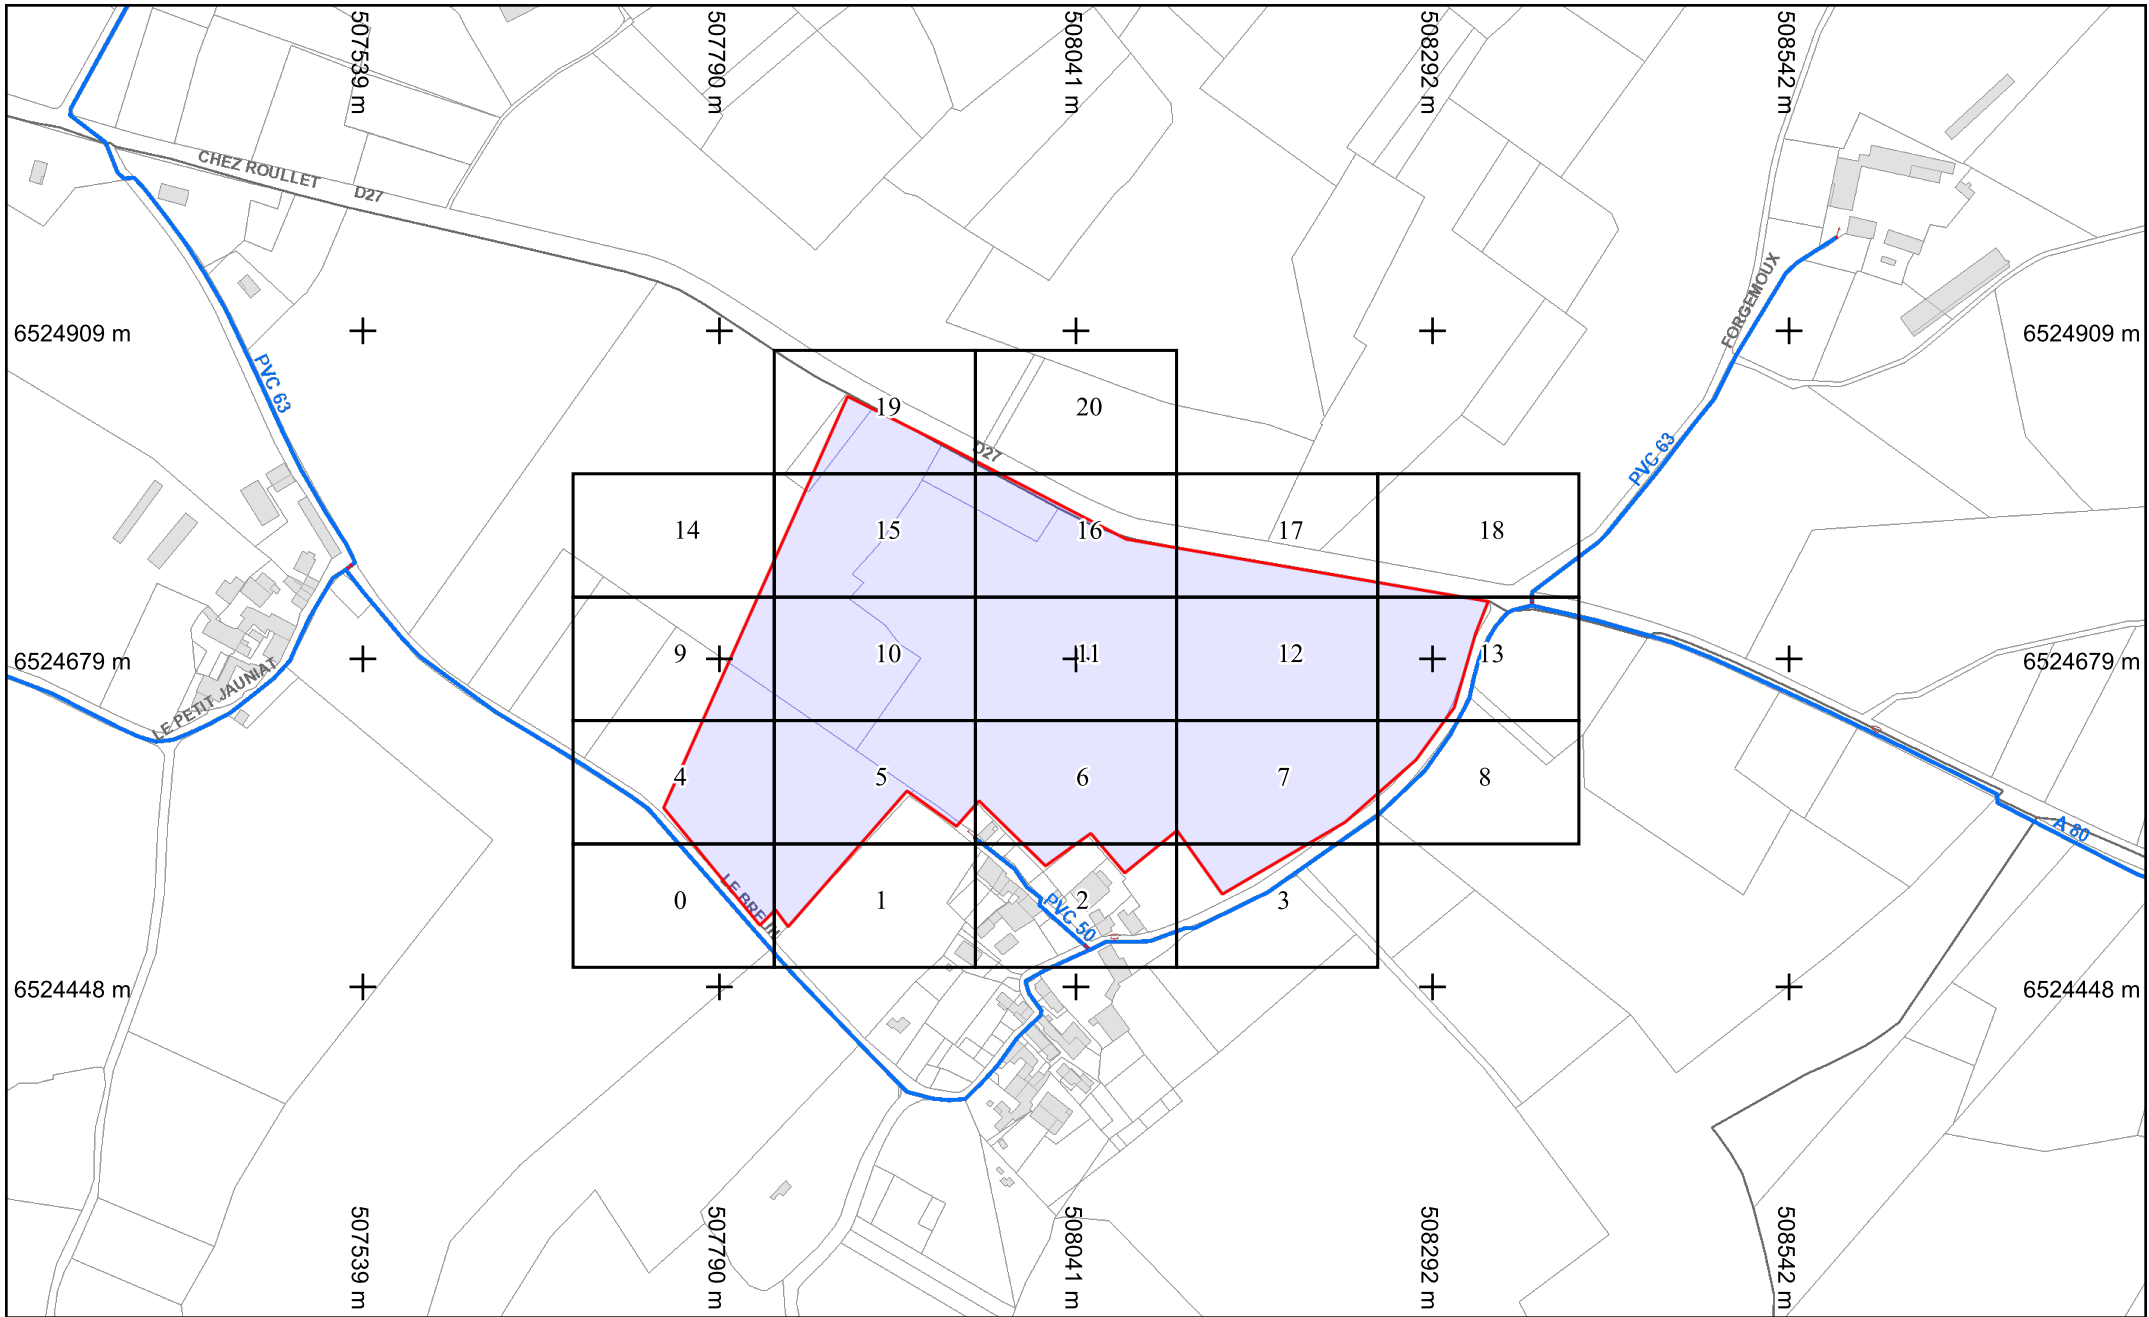 507539 m
507790 m
508041 m
508292 m
508542 m
CHEZ ROULLET
D27
FORGEMOUX
6524909 m
6524909 m
PVC 63
19
20
D27
PVC 63
14
15
16
17
18
9
10
11
12
13
6524679 m
6524679 m
LE PETIT JAUNIAT
4
5
6
7
8
A 80
0
1
2
3
LE BREUIL
PVC 50
6524448 m
6524448 m
507539 m
507790 m
508041 m
508292 m
508542 m